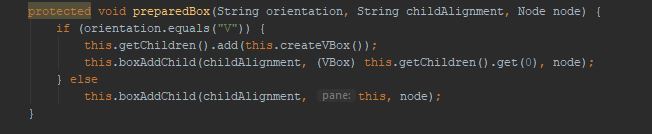 protected void preparedBox(String orientation, String childAlignment, Node node) {
    if (orientation.equals("V")) {
        this.getChildren().add(this.createVBox());
        this.boxAddChild(childAlignment, (VBox) this.getChildren().get(0), node);
    } else
        this.boxAddChild(childAlignment, pane: this, node);
}